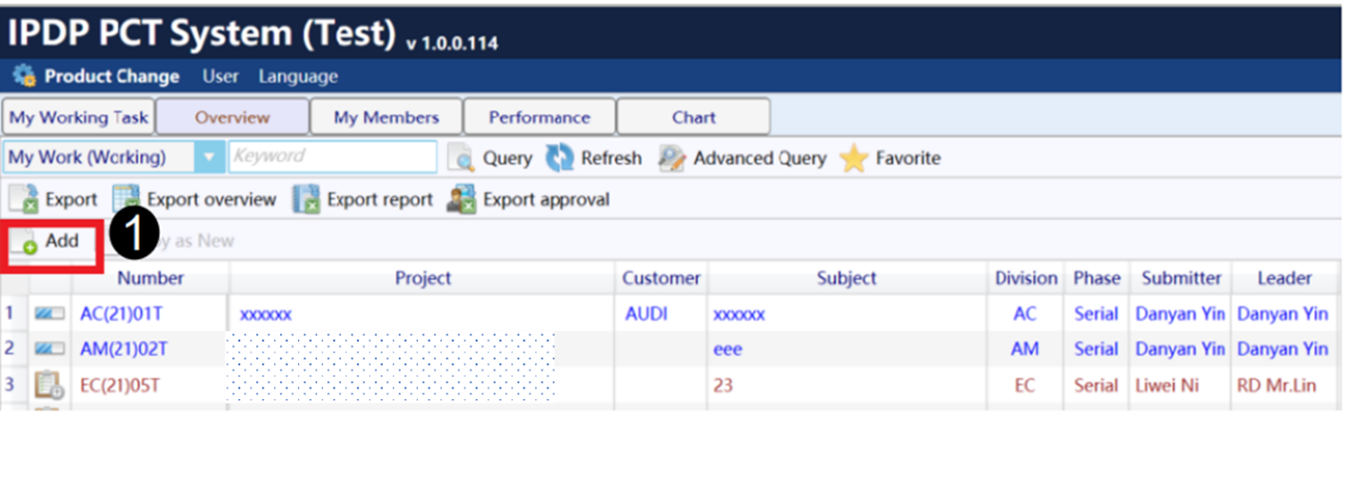 IPDP PCT System (Test) v 1.0.0.114
Product Change User Language
My Working Task Overview My Members Performance Chart
My Work (Working) Keyword Query Refresh Advanced Query Favorite
Export Export overview Export report Export approval
Add 1 as New
Number Project Customer Subject Division Phase Submitter Leader
1 AC(21)01T xxxxxx AUDI xxxxxx AC Serial Danyan Yin Danyan Yin
2 AM(21)02T eee AM Serial Danyan Yin Danyan Yin
3 EC(21)05T 23 EC Serial Liwei Ni RD Mr.Lin